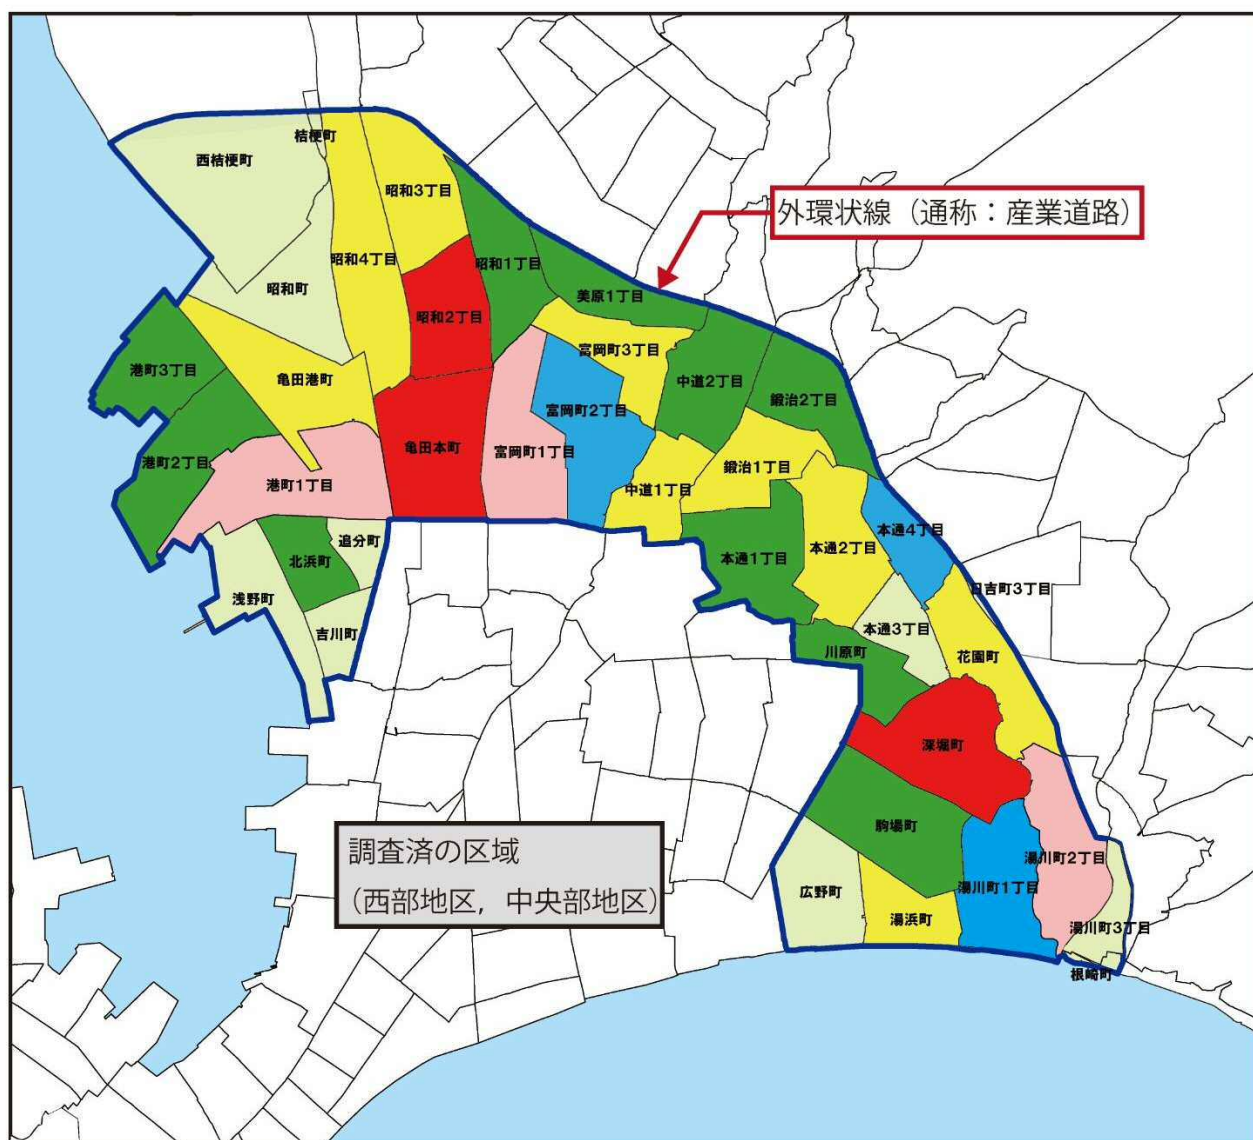 桔梗町
西桔梗町
昭和3丁目
外環状線（通称：産業道路）
昭和4丁目
昭和1丁目
昭和町
美原1丁目
昭和2丁目
富岡町3丁目
港町3丁目
亀田港町
中道2丁目
鍛治2丁目
富岡町2丁目
亀田本町
富岡町1丁目
港町2丁目
鍛治1丁目
中道1丁目
港町1丁目
本通4丁目
追分町
本通2丁目
本通1丁目
北浜町
浅野町
日吉町3丁目
吉川町
本通3丁目
川原町
花園町
深堀町
駒場町
調査済の区域
（西部地区，中央部地区）
湯川町2丁目
広野町
湯川町1丁目
湯浜町
湯川町3丁目
根崎町